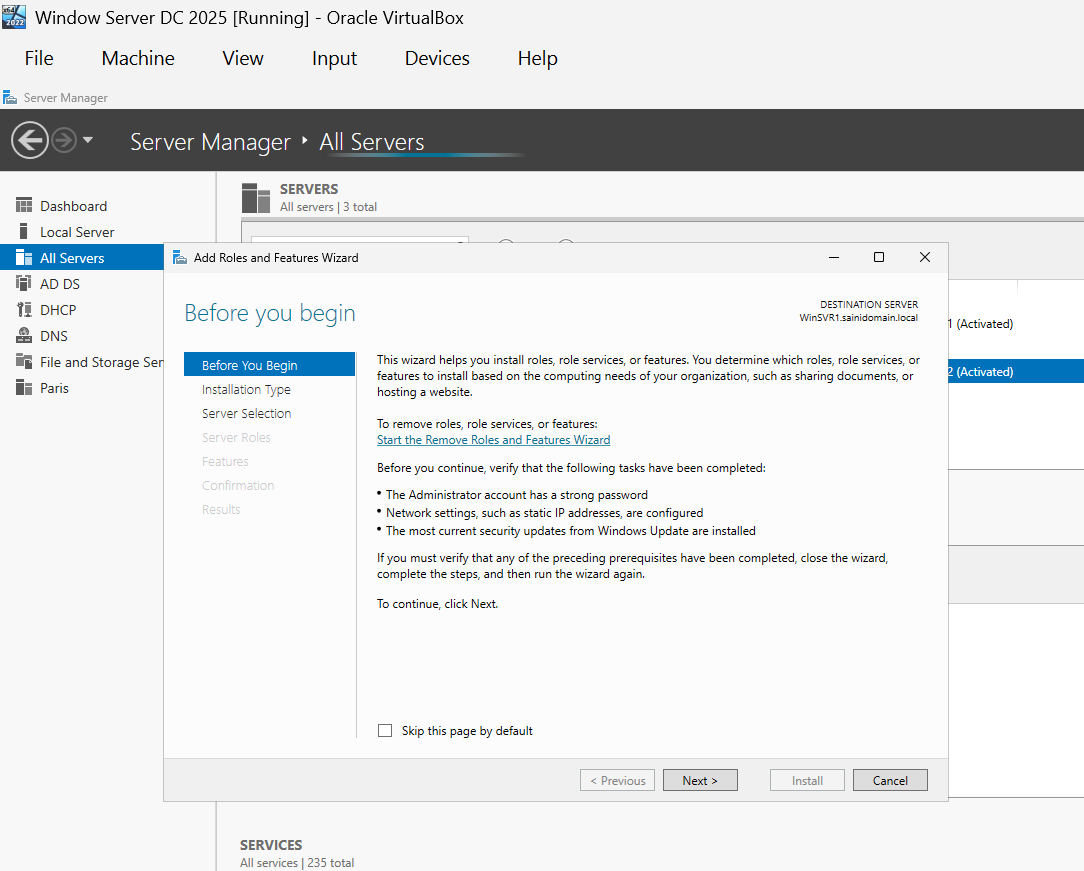 Window Server DC 2025 [Running] - Oracle VirtualBox
File Machine View Input Devices Help
Server Manager
Server Manager All Servers
Dashboard
Local Server
All Servers
AD DS
DHCP
DNS
File and Storage Ser
Paris
SERVERS
All servers | 3 total
1 (Activated)
2 (Activated)
Add Roles and Features Wizard
Before you begin
DESTINATION SERVER
WinSVR1.sainidomain.local
Before You Begin
Installation Type
Server Selection
Server Roles
Features
Confirmation
Results
This wizard helps you install roles, role services, or features. You determine which roles, role services, or
features to install based on the computing needs of your organization, such as sharing documents, or
hosting a website.
To remove roles, role services, or features:
Start the Remove Roles and Features Wizard
Before you continue, verify that the following tasks have been completed:
• The Administrator account has a strong password
• Network settings, such as static IP addresses, are configured
• The most current security updates from Windows Update are installed
If you must verify that any of the preceding prerequisites have been completed, close the wizard,
complete the steps, and then run the wizard again.
To continue, click Next.
Skip this page by default
< Previous Next > Install Cancel
SERVICES
All services | 235 total